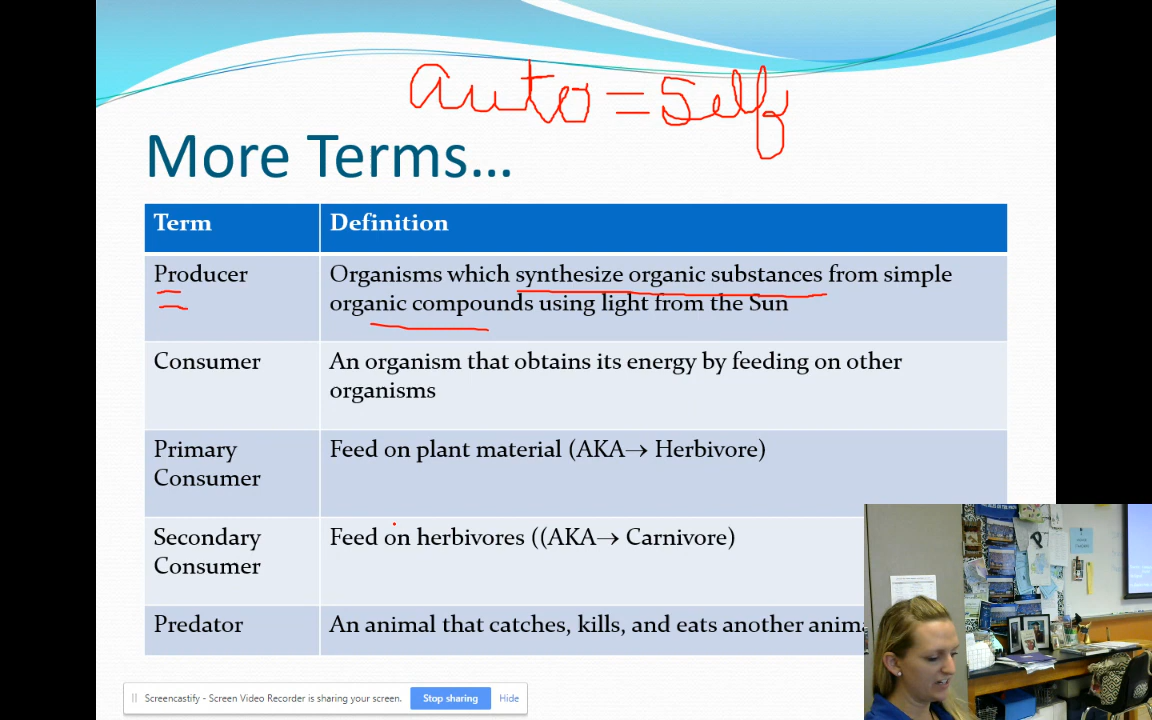 auto = Self
More Terms...
Term
Definition
Producer
Organisms which synthesize organic substances from simple
organic compounds using light from the Sun
Consumer
An organism that obtains its energy by feeding on other
organisms
Primary
Consumer
Feed on plant material (AKA→ Herbivore)
Secondary
Consumer
Feed on herbivores ((AKA→ Carnivore)
Predator
An animal that catches, kills, and eats another anima
Screencastify - Screen Video Recorder is sharing your screen.
Stop sharing
Hide
P